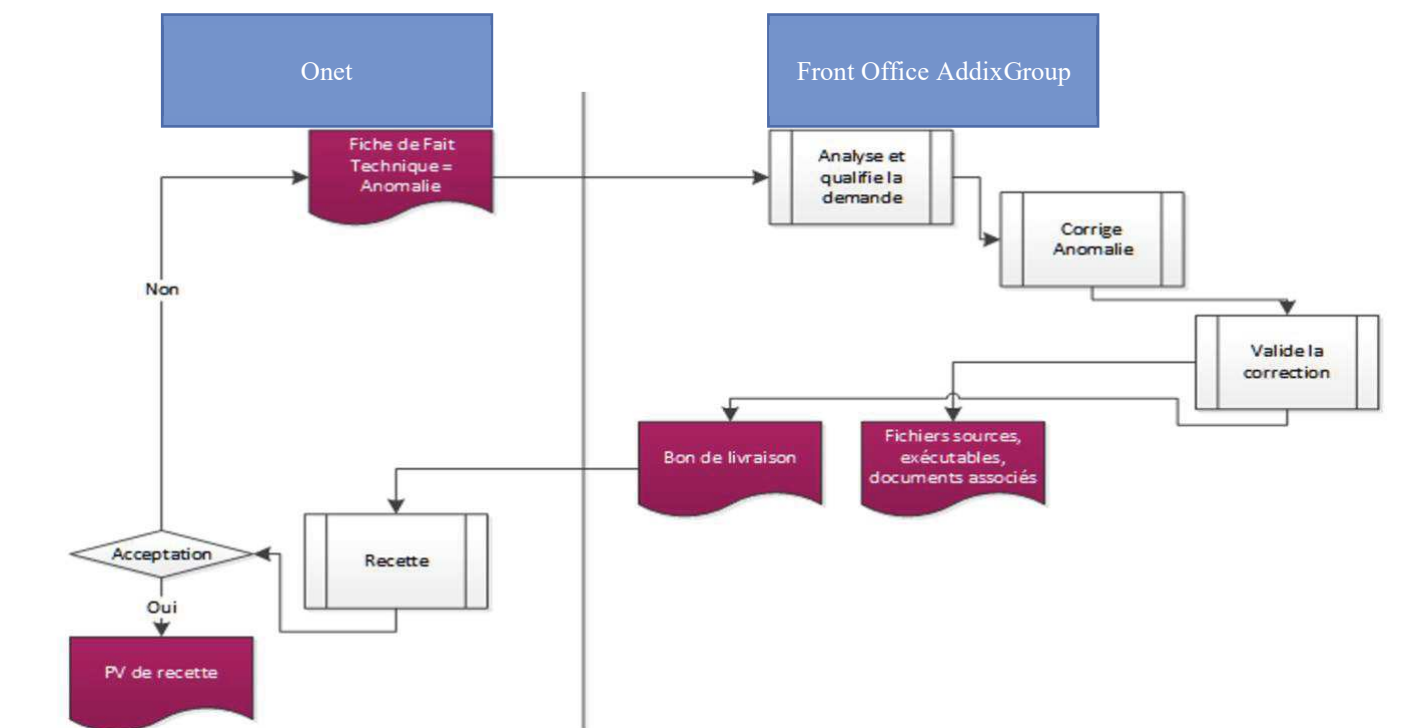 Onet
Front Office AddixGroup
Fiche de Fait
Technique =
Anomalie
Analyse et
qualifie la
demande
Corrige
Anomalie
Non
Valide la
correction
Bon de livraison
Fichiers sources,
exécutables,
documents associés
Acceptation
Recette
Oui
PV de recette